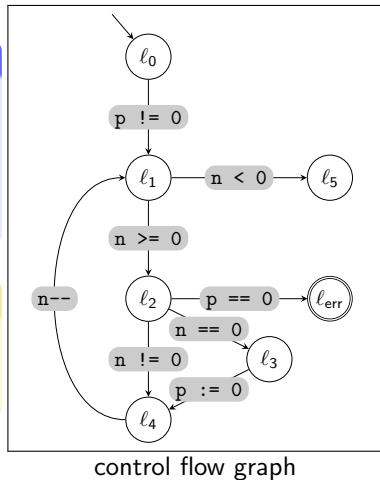 ℓ0
p != 0
ℓ1 n < 0 ℓ5
n >= 0
n-- ℓ2 p == 0 ℓerr
n == 0
n != 0 ℓ3
p := 0
ℓ4
control flow graph